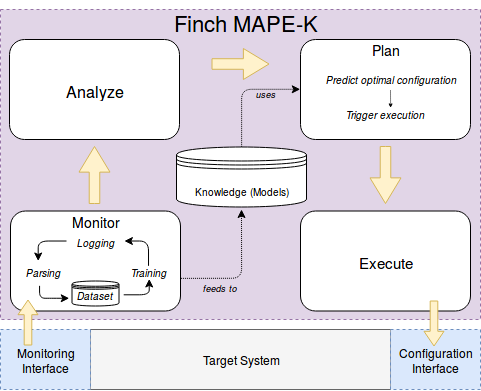 Finch MAPE-K
Analyze
Plan
Predict optimal configuration
Trigger execution
uses
Knowledge (Models)
Monitor
Logging
Parsing
Training
Dataset
feeds to
Execute
Monitoring
Interface
Target System
Configuration
Interface